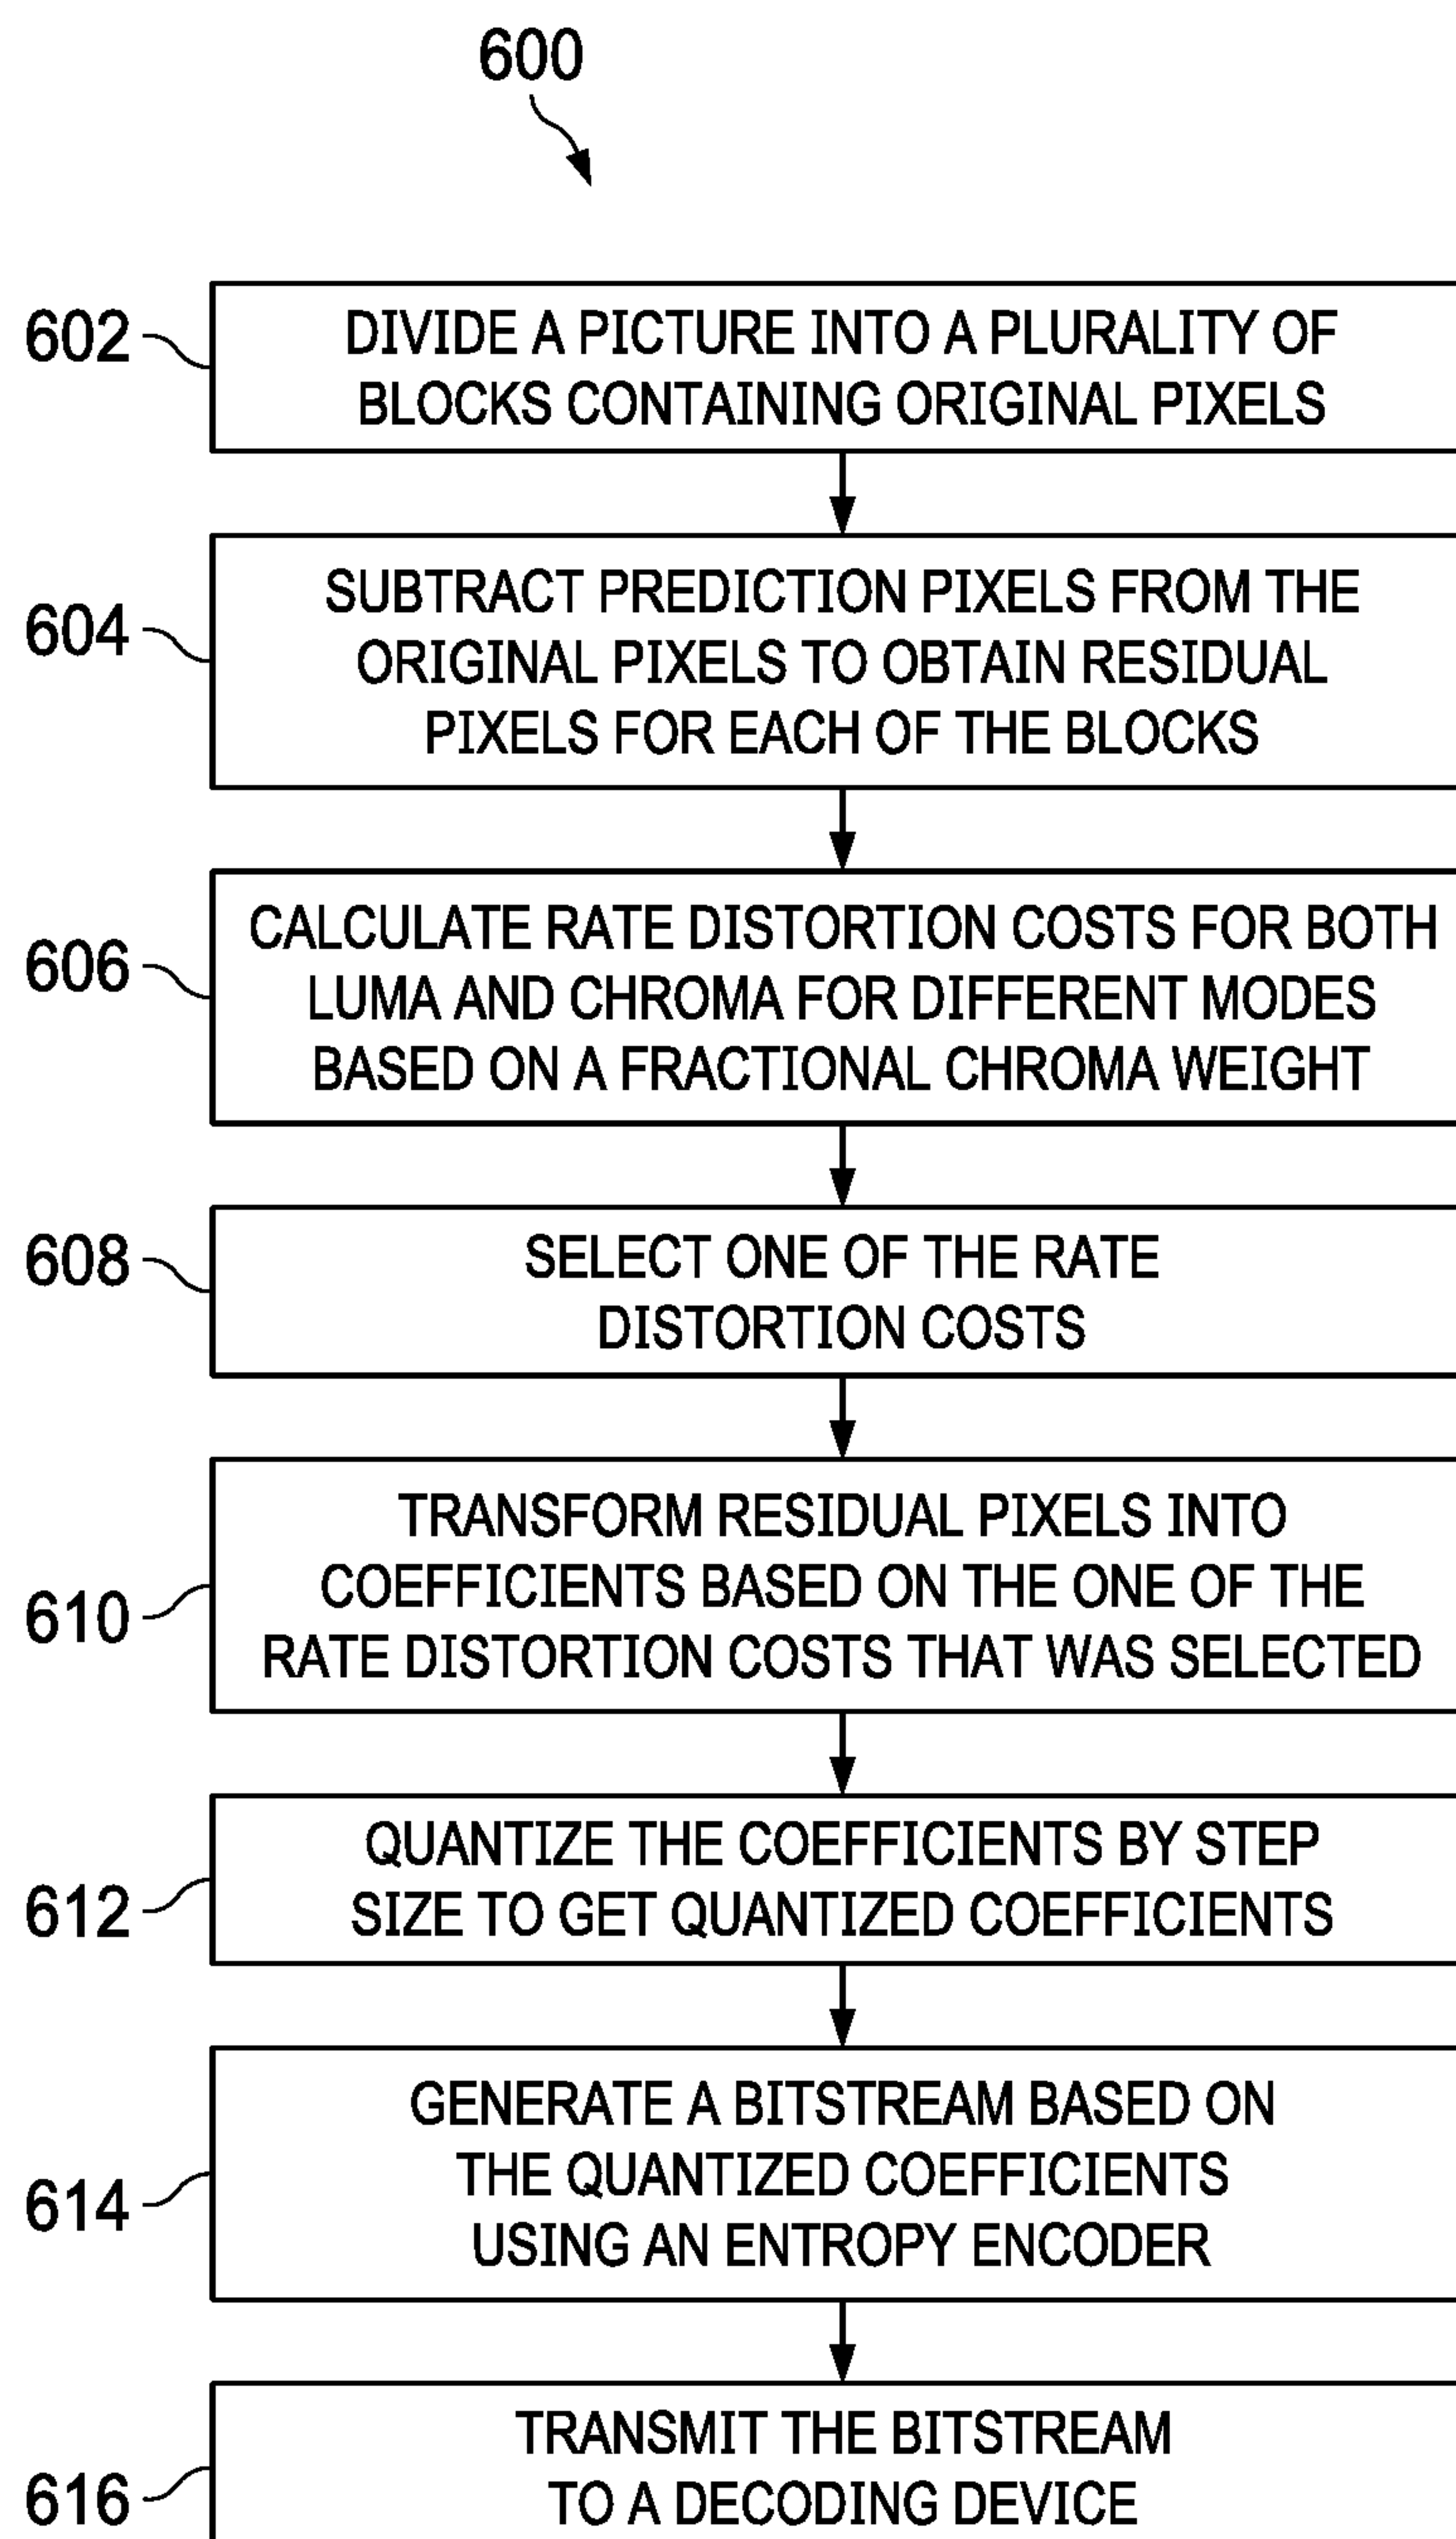 600
602
DIVIDE A PICTURE INTO A PLURALITY OF
BLOCKS CONTAINING ORIGINAL PIXELS
604
SUBTRACT PREDICTION PIXELS FROM THE
ORIGINAL PIXELS TO OBTAIN RESIDUAL
PIXELS FOR EACH OF THE BLOCKS
606
CALCULATE RATE DISTORTION COSTS FOR BOTH
LUMA AND CHROMA FOR DIFFERENT MODES
BASED ON A FRACTIONAL CHROMA WEIGHT
608
SELECT ONE OF THE RATE
DISTORTION COSTS
610
TRANSFORM RESIDUAL PIXELS INTO
COEFFICIENTS BASED ON THE ONE OF THE
RATE DISTORTION COSTS THAT WAS SELECTED
612
QUANTIZE THE COEFFICIENTS BY STEP
SIZE TO GET QUANTIZED COEFFICIENTS
614
GENERATE A BITSTREAM BASED ON
THE QUANTIZED COEFFICIENTS
USING AN ENTROPY ENCODER
616
TRANSMIT THE BITSTREAM
TO A DECODING DEVICE